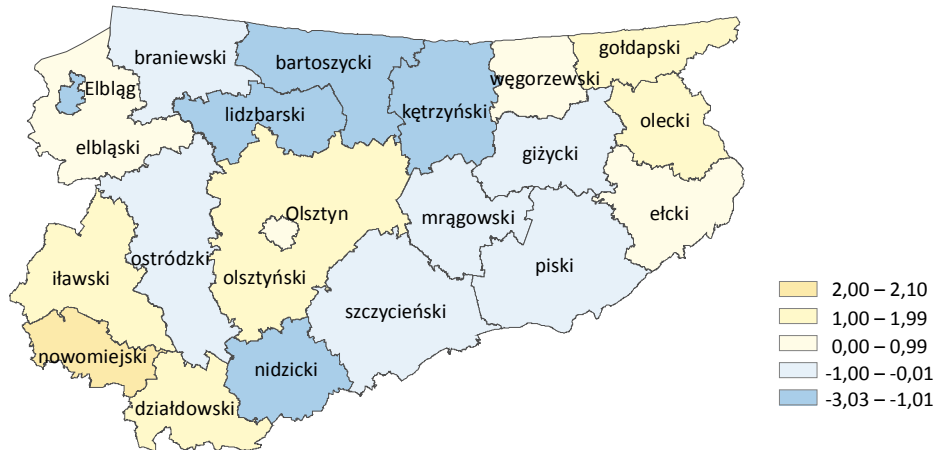 gołdapski
braniewski
bartoszycki
węgorzewski
Elbląg
kętrzyński
lidzbarski
olecki
elbląski
giżycki
Olsztyn
mrągowski
ełcki
ostródzki
iławski
olsztyński
piski
szczycieński
nowomiejski
nidzicki
działdowski
2,00 – 2,10
1,00 – 1,99
0,00 – 0,99
-1,00 – -0,01
-3,03 – -1,01